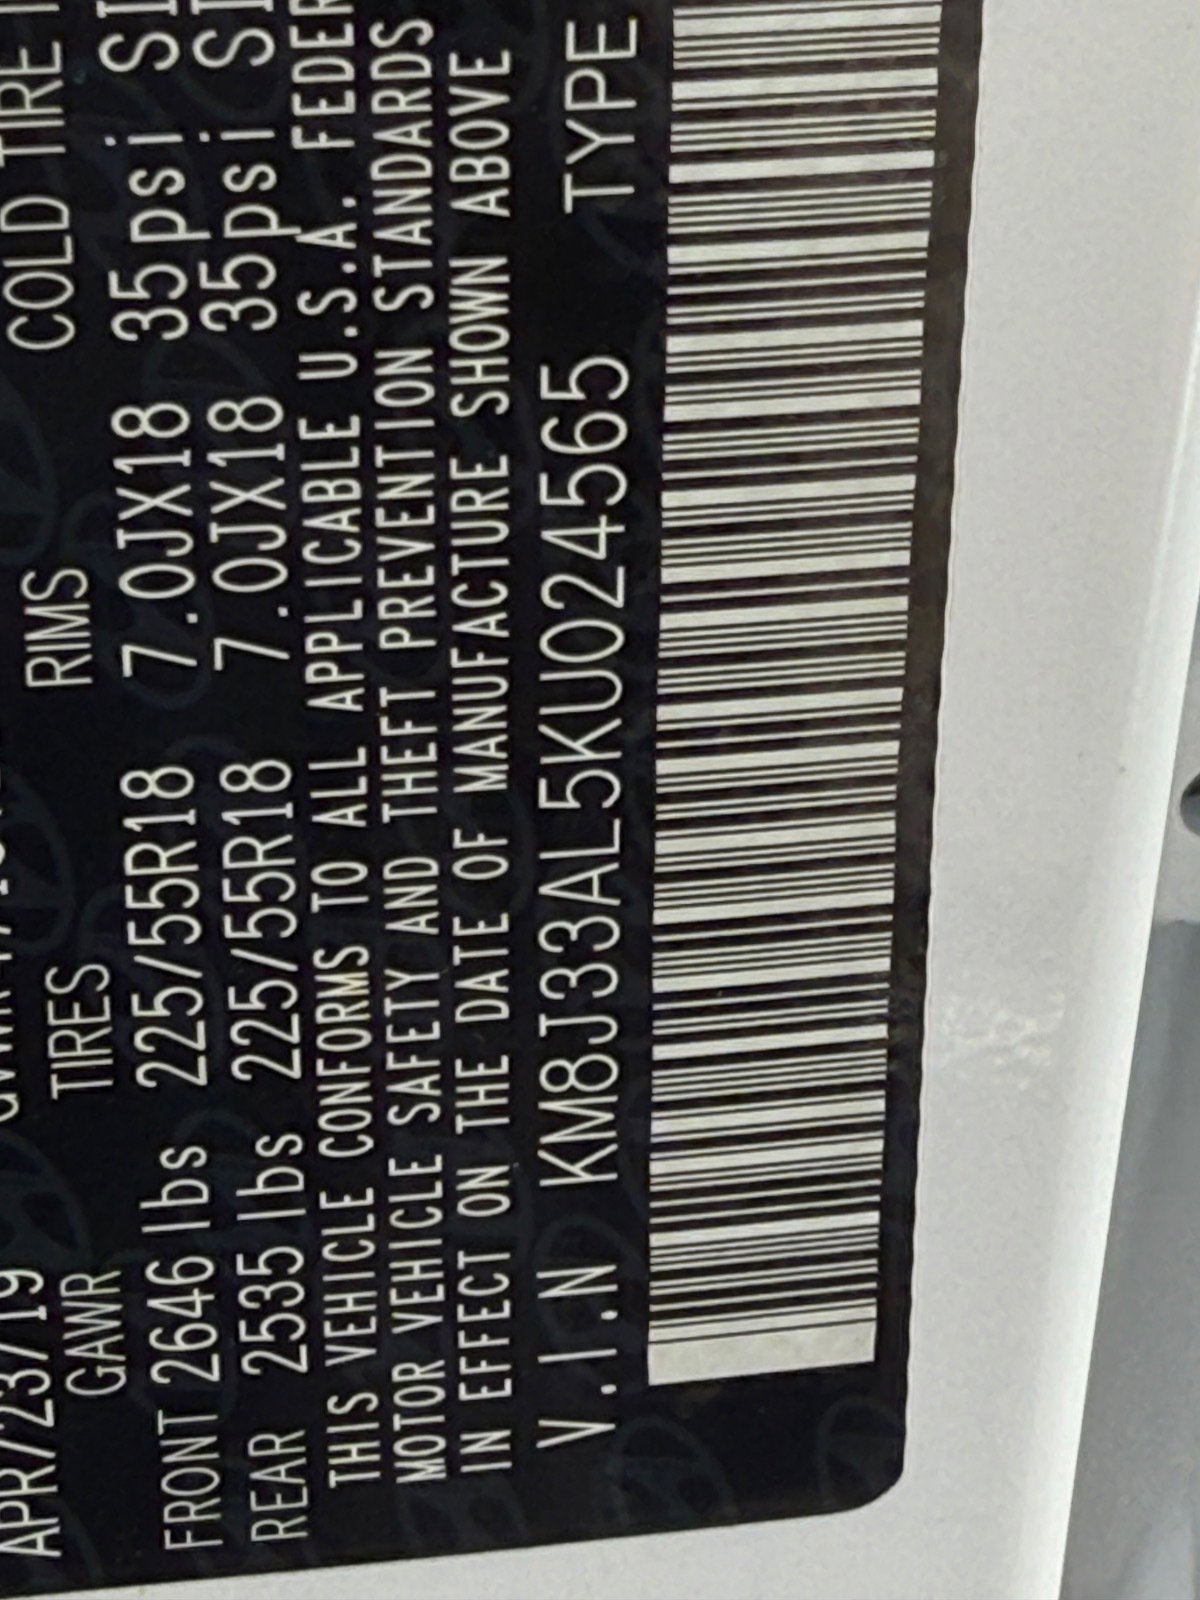 APR/23/19
GAWR TIRES RIMS COLD TIRE
FRONT 2646 lbs 225/55R18 7.0JX18 35psi
REAR 2535 lbs 225/55R18 7.0JX18 35psi
THIS VEHICLE CONFORMS TO ALL APPLICABLE U.S.A. FEDER
MOTOR VEHICLE SAFETY AND THEFT PREVENTION STANDARDS
IN EFFECT ON THE DATE OF MANUFACTURE SHOWN ABOVE
V.I.N KM8J33AL5KU024565 TYPE